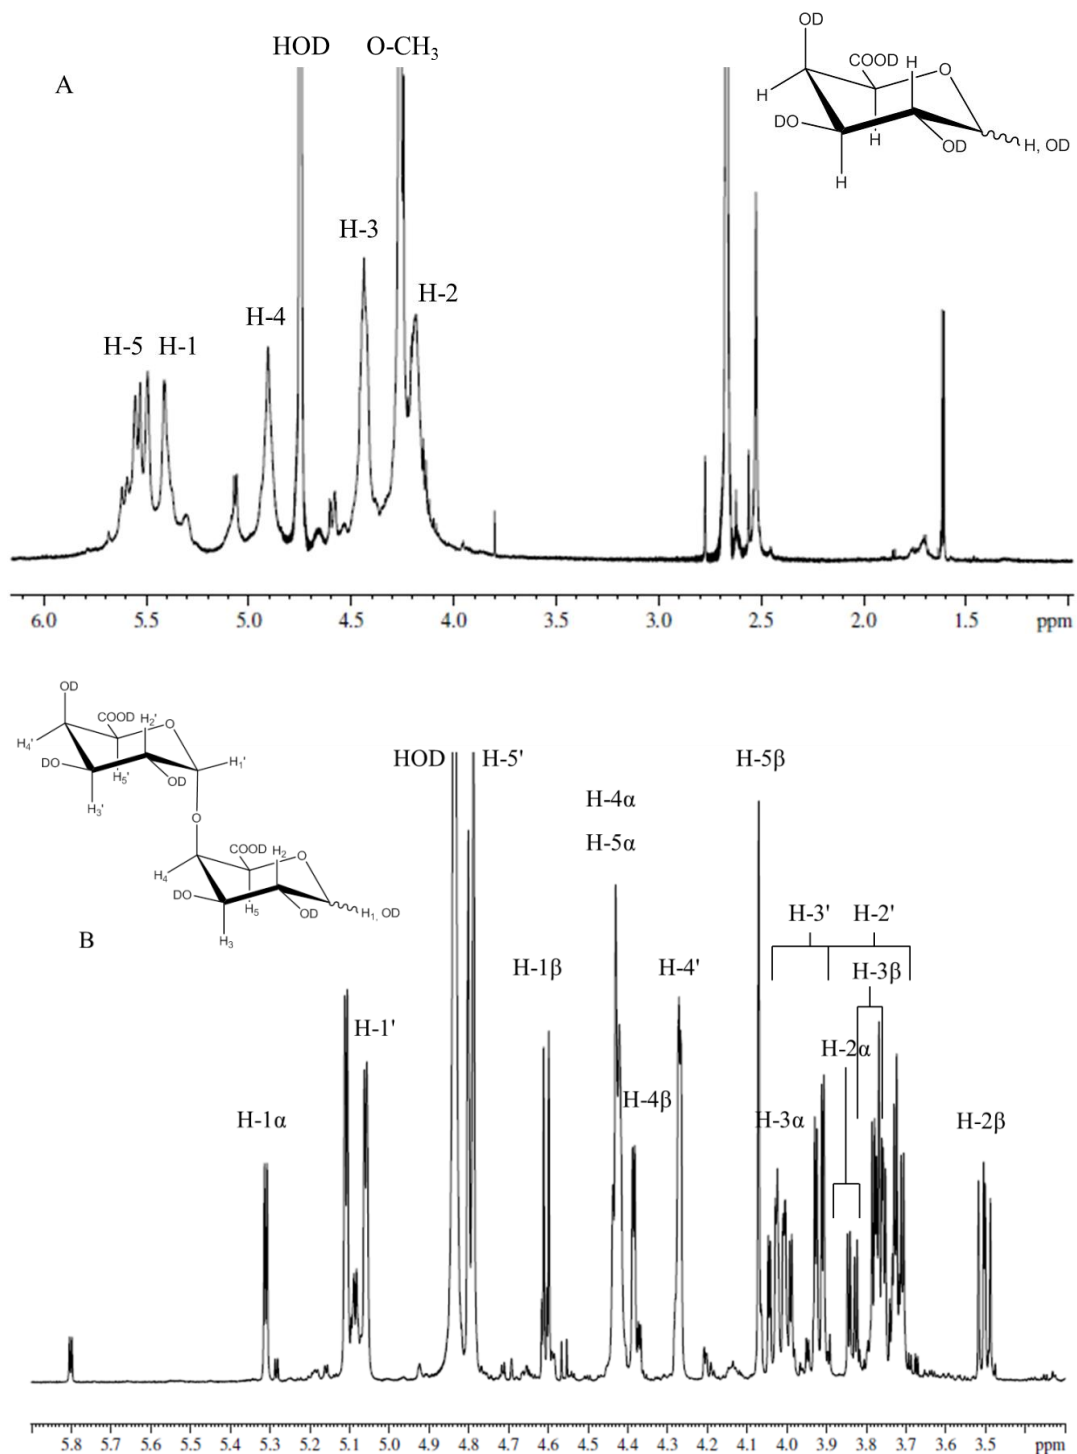 A
HOD
O-CH3
H-3
H-2
H-4
H-5
H-1
OD
COOD
H
O
H
DO
H
OD
H, OD
H
6.0
5.5
5.0
4.5
4.0
3.5
3.0
2.5
2.0
1.5
ppm
OD
COOD
H2'
O
H4'
DO
H5'
OD
H1'
H3'
O
COOD
H2
O
H4
DO
H5
OD
H1, OD
H3
B
HOD
H-5'
H-5β
H-4α
H-5α
H-3'
H-2'
H-1β
H-4'
H-3β
H-1'
H-2α
H-1α
H-4β
H-3α
H-2β
5.8
5.7
5.6
5.5
5.4
5.3
5.2
5.1
5.0
4.9
4.8
4.7
4.6
4.5
4.4
4.3
4.2
4.1
4.0
3.9
3.8
3.7
3.6
3.5
ppm